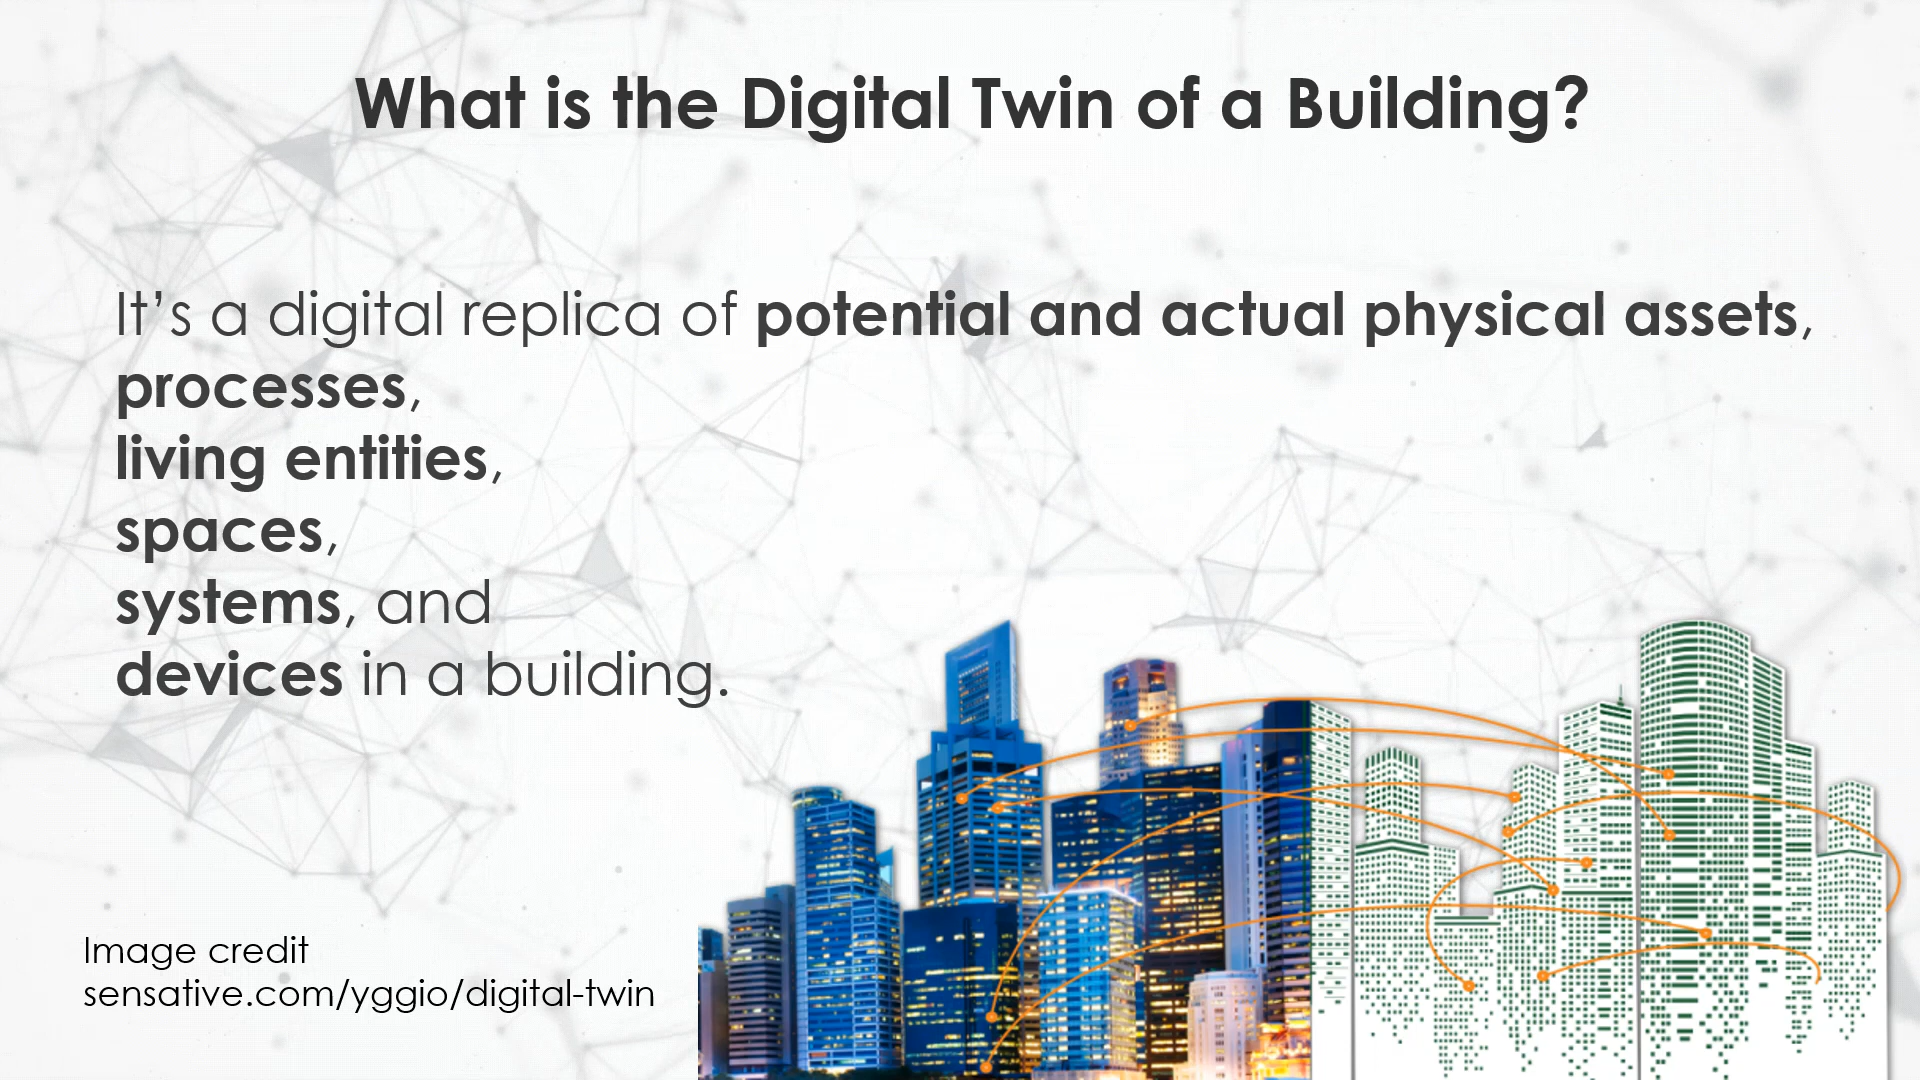 What is the Digital Twin of a Building?
It’s a digital replica of potential and actual physical assets,
processes,
living entities,
spaces,
systems, and
devices in a building.
Image credit
sensative.com/yggio/digital-twin